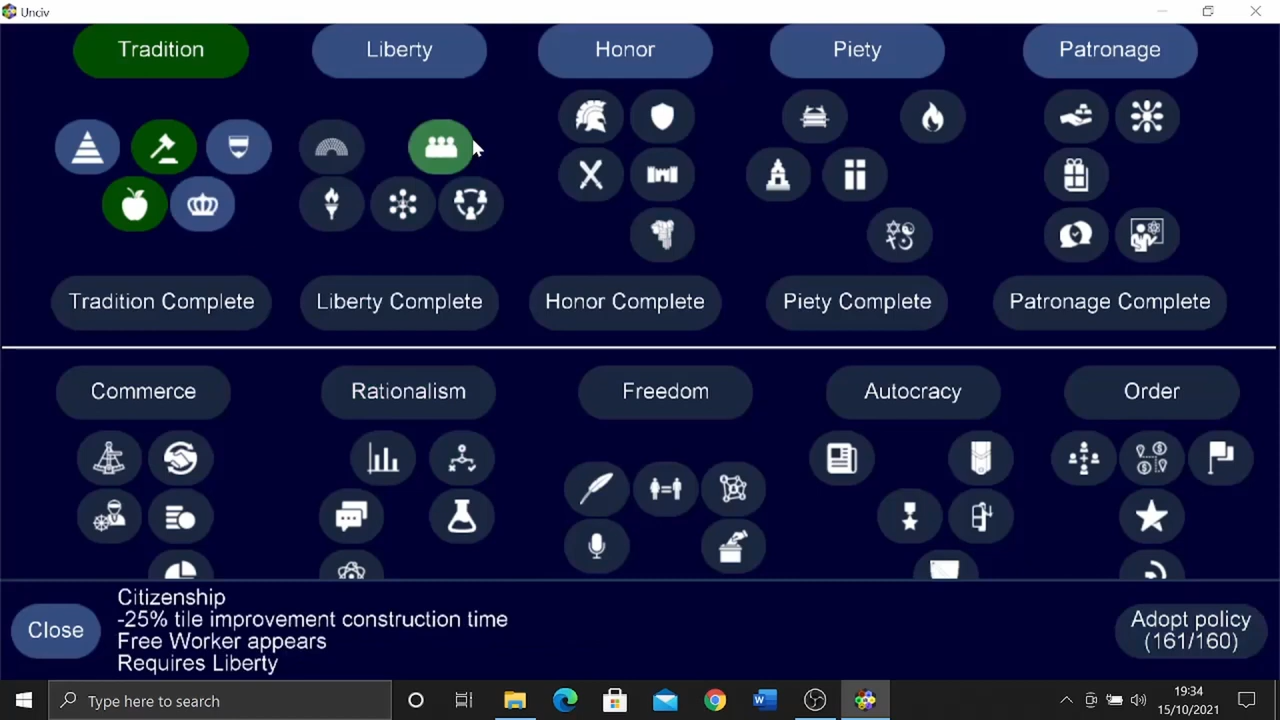 Unciv
Tradition
Liberty
Honor
Piety
Patronage
Tradition Complete
Liberty Complete
Honor Complete
Piety Complete
Patronage Complete
Commerce
Rationalism
Freedom
Autocracy
Order
Close
Citizenship
-25% tile improvement construction time
Free Worker appears
Requires Liberty
Adopt policy
(161/160)
Type here to search
19:34
15/10/2021